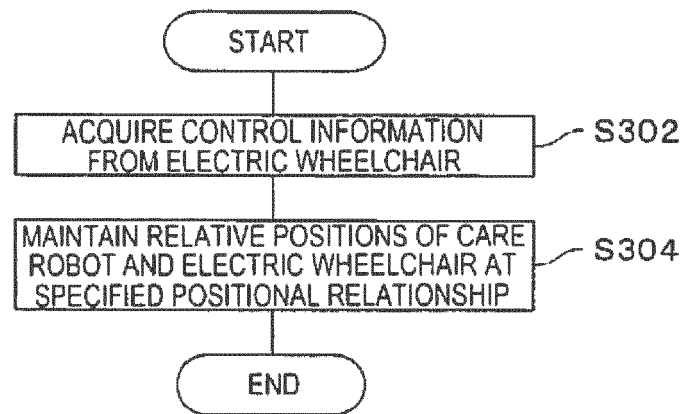 START
ACQUIRE CONTROL INFORMATION
FROM ELECTRIC WHEELCHAIR
S302
MAINTAIN RELATIVE POSITIONS OF CARE
ROBOT AND ELECTRIC WHEELCHAIR AT
SPECIFIED POSITIONAL RELATIONSHIP
S304
END